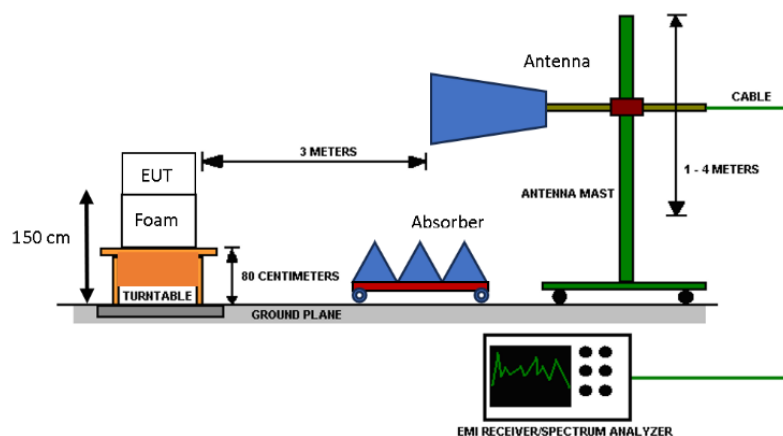 Antenna
CABLE
3 METERS
EUT
1 - 4 METERS
ANTENNA MAST
Foam
Absorber
150 cm
80 CENTIMETERS
TURNTABLE
GROUND PLANE
EMI RECEIVER/SPECTRUM ANALYZER